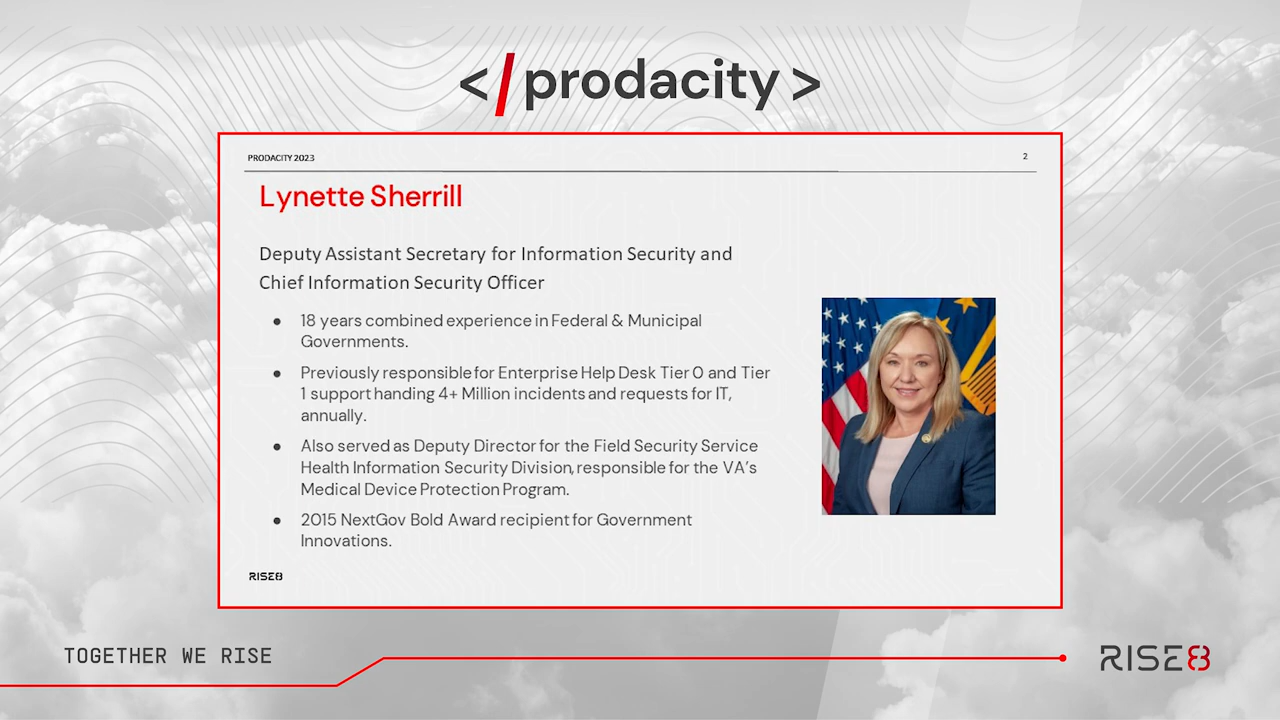 </prodacity>
PRODACITY 2023
2
Lynette Sherrill
Deputy Assistant Secretary for Information Security and
Chief Information Security Officer
● 18 years combined experience in Federal & Municipal
Governments.
● Previously responsible for Enterprise Help Desk Tier 0 and Tier
1 support handing 4+ Million incidents and requests for IT,
annually.
● Also served as Deputy Director for the Field Security Service
Health Information Security Division, responsible for the VA's
Medical Device Protection Program.
● 2015 NextGov Bold Award recipient for Government
Innovations.
RISE8
TOGETHER WE RISE
RISE8